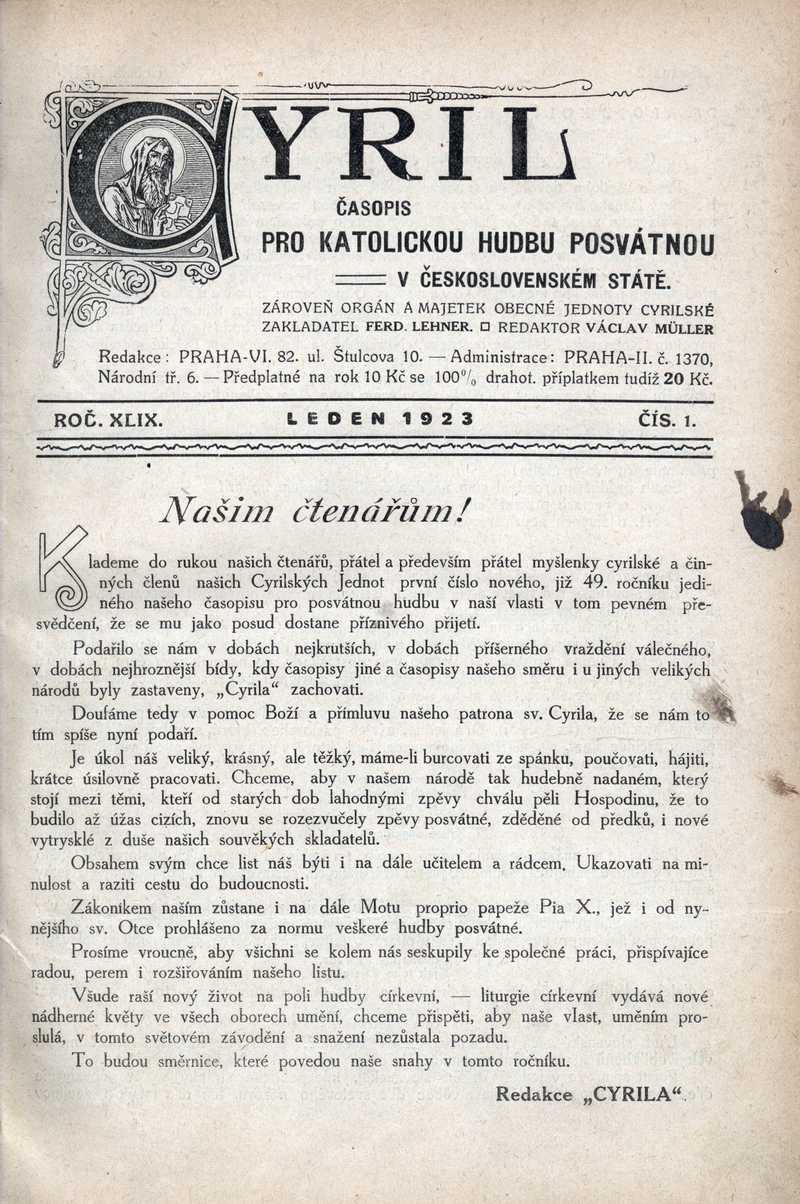 CYRIL
ČASOPIS
PRO KATOLICKOU HUDBU POSVÁTNOU
V ČESKOSLOVENSKÉM STÁTĚ.
ZÁROVEŇ ORGÁN A MAJETEK OBECNÉ JEDNOTY CYRILSKÉ
ZAKLADATEL FERD. LEHNER. □ REDAKTOR VÁCLAV MÜLLER
Redakce: PRAHA-VI. 82. ul. Štulcova 10. — Administrace: PRAHA-II. č. 1370,
Národní tř. 6. — Předplatné na rok 10 Kč se 100% drahot. příplatkem tudíž 20 Kč.
ROČ. XLIX. LEDEN 1923 ČÍS. 1.
Našim čtenářům!
Klademe do rukou našich čtenářů, přátel a především přátel myšlenky cyrilské a čin-
ných členů našich Cyrilských Jednot první číslo nového, již 49. ročníku jedi-
ného našeho časopisu pro posvátnou hudbu v naší vlasti v tom pevném pře-
svědčení, že se mu jako posud dostane příznivého přijetí.
Podařilo se nám v dobách nejkrutších, v dobách příšerného vraždění válečného,
v dobách nejhroznější bídy, kdy časopisy jiné a časopisy našeho směru i u jiných velikých
národů byly zastaveny, „Cyrila“ zachovati.
Doufáme tedy v pomoc Boží a přímluvu našeho patrona sv. Cyrila, že se nám to
tím spíše nyní podaří.
Je úkol náš veliký, krásný, ale těžký, máme-li burcovati ze spánku, poučovati, hájiti,
krátce úsilovně pracovati. Chceme, aby v našem národě tak hudebně nadaném, který
stojí mezi těmi, kteří od starých dob lahodnými zpěvy chválu pěli Hospodinu, že to
budilo až úžas cizích, znovu se rozezvučely zpěvy posvátné, zděděné od předků, i nové
vytrysklé z duše našich souvěkých skladatelů.
Obsahem svým chce list náš býti i na dále učitelem a rádcem. Ukazovati na mi-
nulost a raziti cestu do budoucnosti.
Zákoníkem naším zůstane i na dále Motu proprio papeže Pia X., jež i od ny-
nějšího sv. Otce prohlášeno za normu veškeré hudby posvátné.
Prosíme vroucně, aby všichni se kolem nás seskupily ke společné práci, přispívajíce
radou, perem i rozšiřováním našeho listu.
Všude raší nový život na poli hudby církevní, — liturgie církevní vydává nové
nádherné květy ve všech oborech umění, chceme přispěti, aby naše vlast, uměním pro-
slulá, v tomto světovém závodění a snažení nezůstala pozadu.
To budou směrnice, které povedou naše snahy v tomto ročníku.
Redakce „CYRILA“.